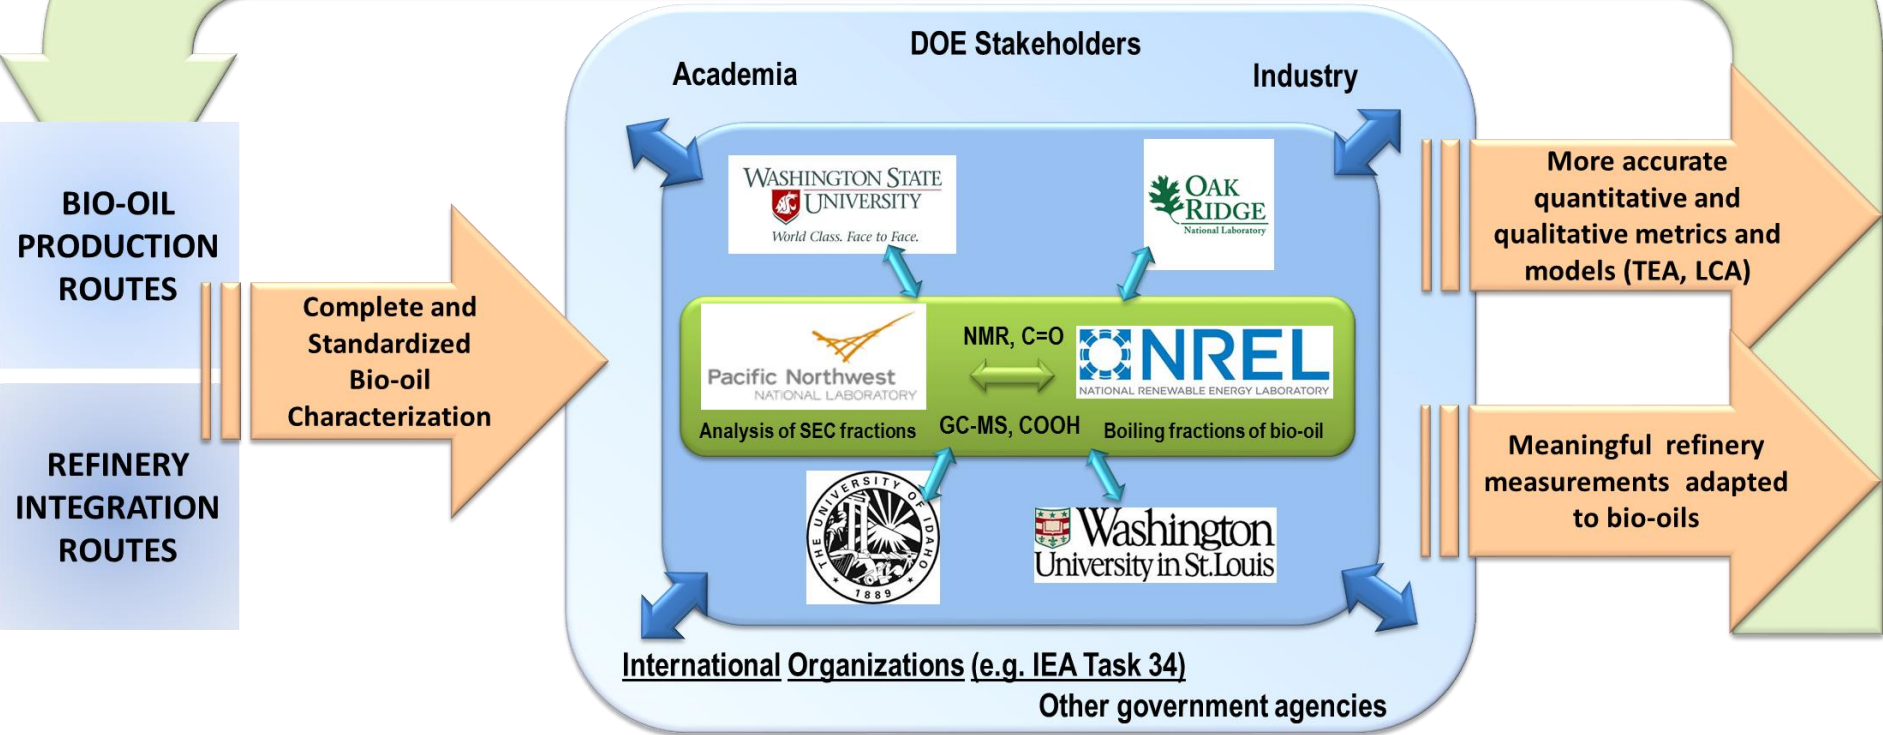 DOE Stakeholders
Academia
Industry
BIO-OIL
PRODUCTION
ROUTES
REFINERY
INTEGRATION
ROUTES
Complete and
Standardized
Bio-oil
Characterization
WASHINGTON STATE
UNIVERSITY
World Class. Face to Face.
OAK
RIDGE
National Laboratory
Pacific Northwest
NATIONAL LABORATORY
NMR, C=O
NREL
NATIONAL RENEWABLE ENERGY LABORATORY
Analysis of SEC fractions
GC-MS, COOH
Boiling fractions of bio-oil
THE UNIVERSITY OF IDAHO
1889
Washington
University in St.Louis
International Organizations (e.g. IEA Task 34)
Other government agencies
More accurate
quantitative and
qualitative metrics and
models (TEA, LCA)
Meaningful refinery
measurements adapted
to bio-oils